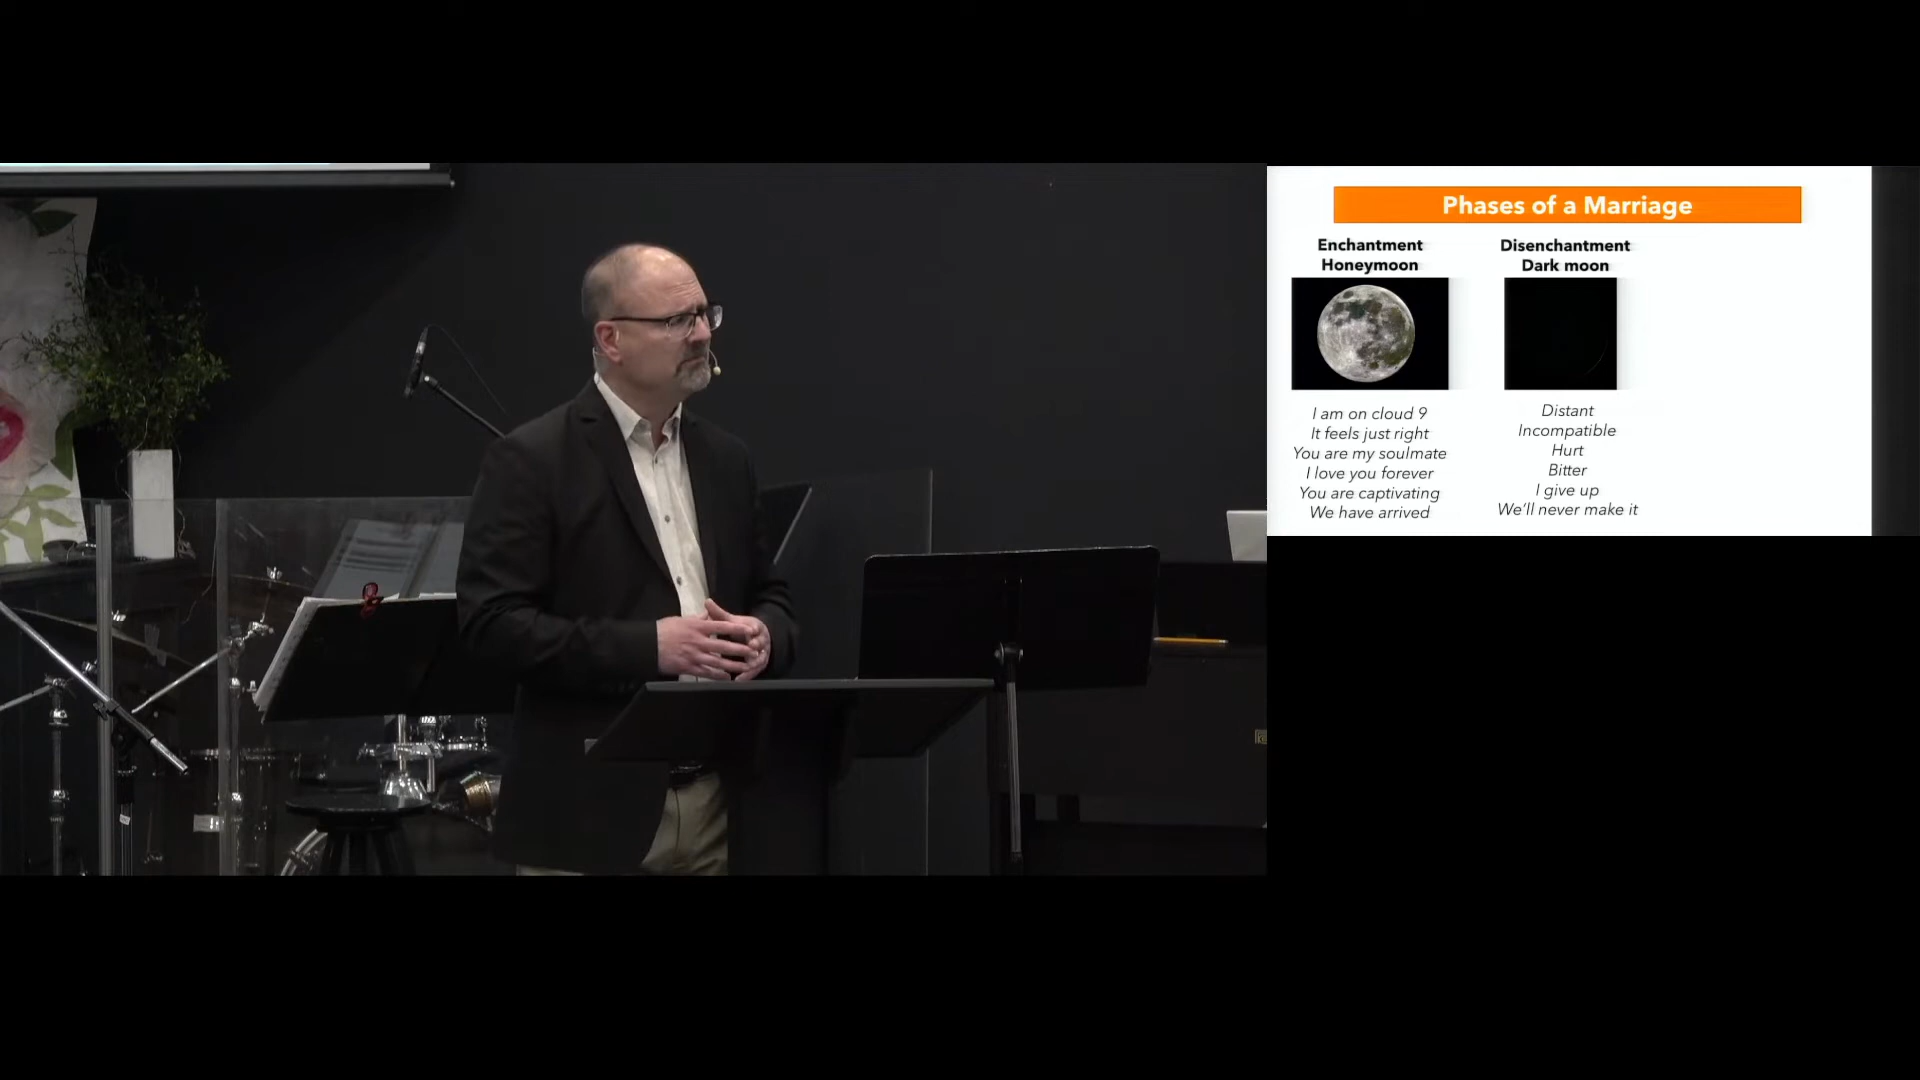 Phases of a Marriage
Enchantment
Honeymoon
I am on cloud 9
It feels just right
You are my soulmate
I love you forever
You are captivating
We have arrived
Disenchantment
Dark moon
Distant
Incompatible
Hurt
Bitter
I give up
We'll never make it